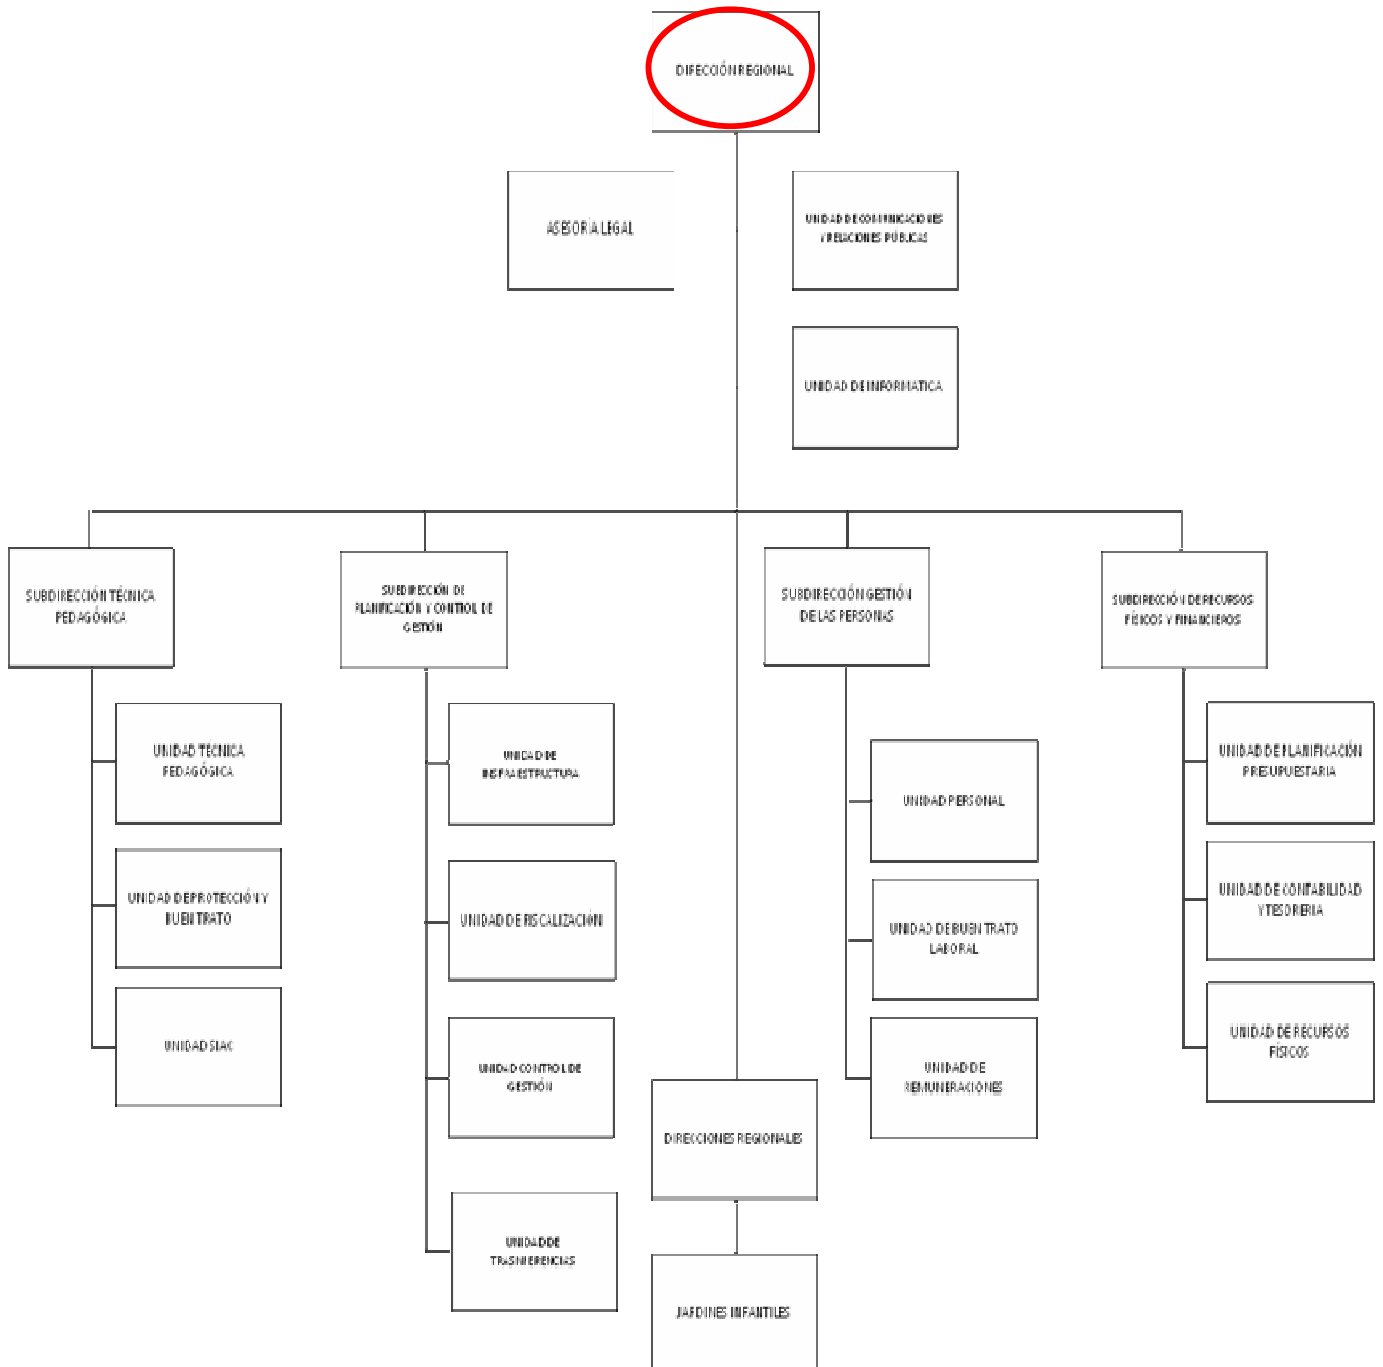 DIRECCIÓN REGIONAL
ASESORÍA LEGAL
UNIDAD DE COMUNICACIONES
Y RELACIONES PÚBLICAS
UNIDAD DE INFORMATICA
SUBDIRECCIÓN TÉCNICA
PEDAGÓGICA
SUBDIRECCIÓN DE
PLANIFICACIÓN Y CONTROL DE
GESTIÓN
SUBDIRECCIÓN GESTIÓN
DE LAS PERSONAS
SUBDIRECCIÓN DE RECURSOS
FÍSICOS Y FINANCIEROS
UNIDAD TÉCNICA
PEDAGÓGICA
UNIDAD DE PROTECCIÓN Y
BUEN TRATO
UNIDAD SIAC
UNIDAD DE
INSFRAESTRUCTURA
UNIDAD DE FISCALIZACIÓN
UNIDAD CONTROL DE
GESTIÓN
UNIDAD DE
TRASNFERENCIAS
DIRECCIONES REGIONALES
JARDINES INFANTILES
UNIDAD PERSONAL
UNIDAD DE BUEN TRATO
LABORAL
UNIDAD DE
REMUNERACIONES
UNIDAD DE PLANIFICACIÓN
PRESUPUESTARIA
UNIDAD DE CONTABILIDAD
Y TESORERIA
UNIDAD DE RECURSOS
FÍSICOS